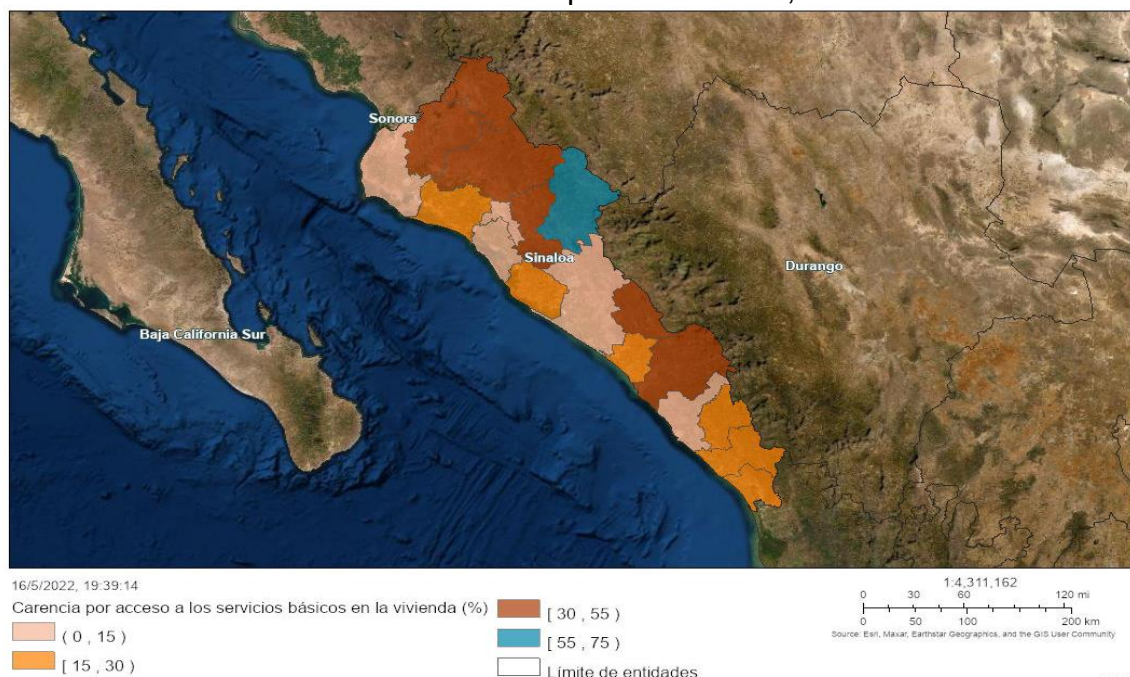 Sonora
Sinaloa
Durango
Baja California Sur
16/5/2022, 19:39:14
Carencia por acceso a los servicios básicos en la vivienda (%)
( 0 , 15 )
[ 15 , 30 )
[ 30 , 55 )
[ 55 , 75 )
Límite de entidades
1:4,311,162
0 30 60 120 mi
0 50 100 200 km
Source: Esri, Maxar, Earthstar Geographics, and the GIS User Community